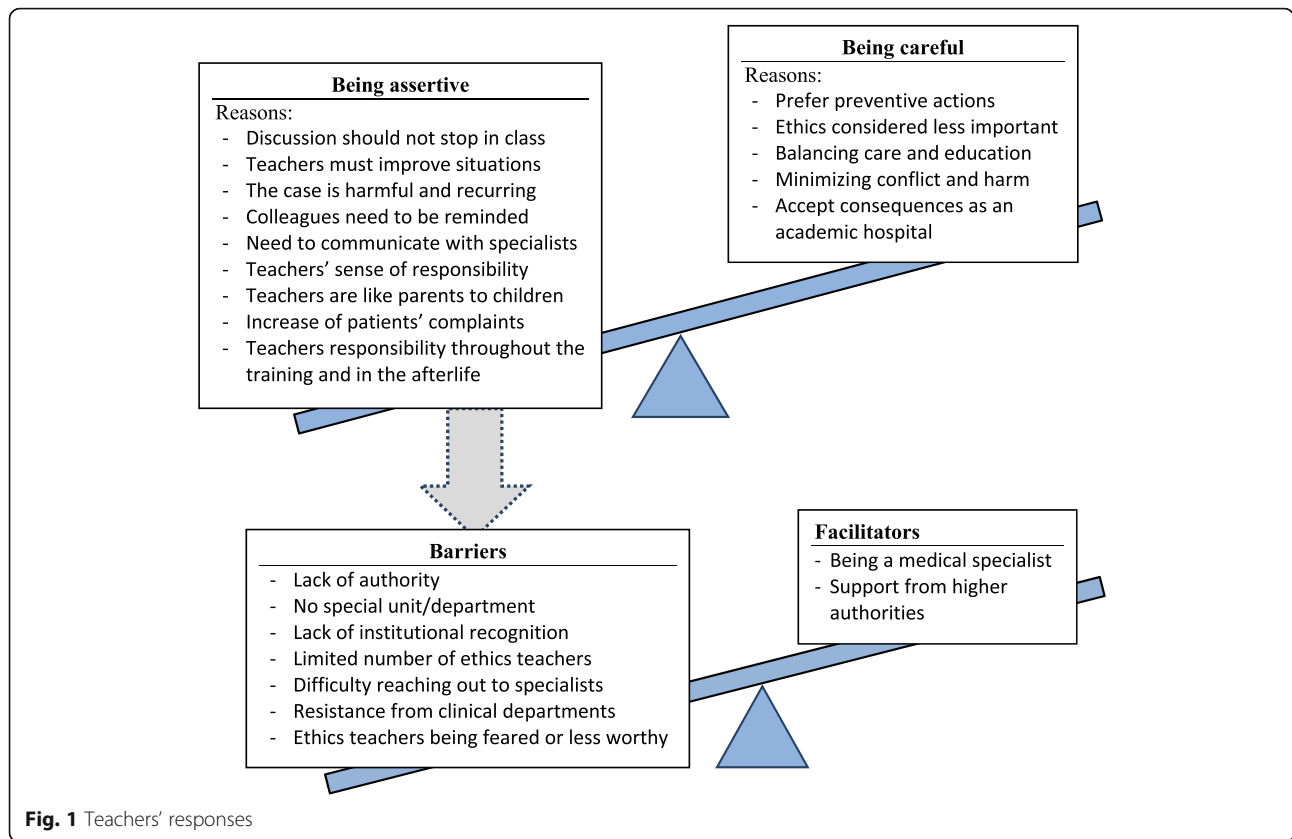 Being assertive
Reasons:
- Discussion should not stop in class
- Teachers must improve situations
- The case is harmful and recurring
- Colleagues need to be reminded
- Need to communicate with specialists
- Teachers' sense of responsibility
- Teachers are like parents to children
- Increase of patients' complaints
- Teachers responsibility throughout the
training and in the afterlife
Being careful
Reasons:
- Prefer preventive actions
- Ethics considered less important
- Balancing care and education
- Minimizing conflict and harm
- Accept consequences as an
academic hospital
Barriers
- Lack of authority
- No special unit/department
- Lack of institutional recognition
- Limited number of ethics teachers
- Difficulty reaching out to specialists
- Resistance from clinical departments
- Ethics teachers being feared or less worthy
Facilitators
- Being a medical specialist
- Support from higher
authorities
Fig. 1 Teachers' responses